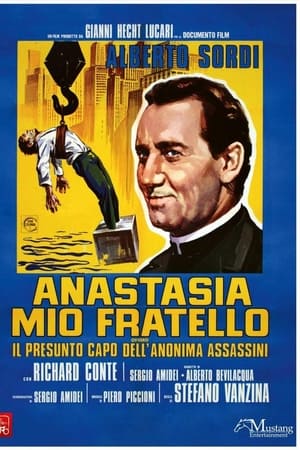 UN FILM PRODOTTO DA GIANNI HECHT LUCARI PER LA DOCUMENTO FILM
ALBERTO SORDI
ANASTASIA
MIO FRATELLO
OVVERO
IL PRESUNTO CAPO DELL'ANONIMA ASSASSINI
CON RICHARD CONTE
SERGIO AMIDEI
ALBERTO BEVILACQUA
SERGIO AMIDEI
PIERO PICCIONI
STEFANO VANZINA
Mustang
Entertainment